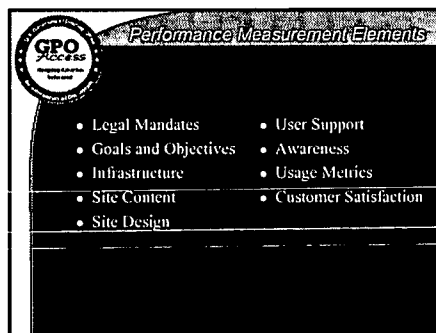 Performance Measurement Elements
GPO
Access
• Legal Mandates
• Goals and Objectives
• Infrastructure
• Site Content
• Site Design
• User Support
• Awareness
• Usage Metrics
• Customer Satisfaction